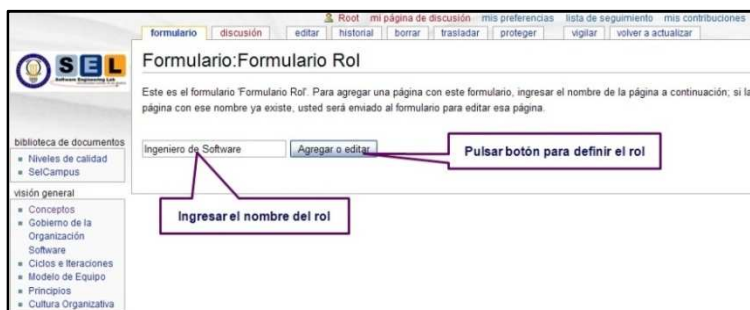 Root mi página de discusión mis preferencias lista de seguimiento mis contribuciones
formulario discusión editar historial borrar trasladar proteger vigilar volver a actualizar
SEL
Software Engineering Lab
Formulario:Formulario Rol
Este es el formulario 'Formulario Rol'. Para agregar una página con este formulario, ingresar el nombre de la página a continuación; si la
página con ese nombre ya existe, usted será enviado al formulario para editar esa página.
Ingeniero de Software Agregar o editar
Pulsar botón para definir el rol
Ingresar el nombre del rol
biblioteca de documentos
Niveles de calidad
SelCampus
visión general
Conceptos
Gobierno de la
Organización
Software
Ciclos e Iteraciones
Modelo de Equipo
Principios
Cultura Organizativa